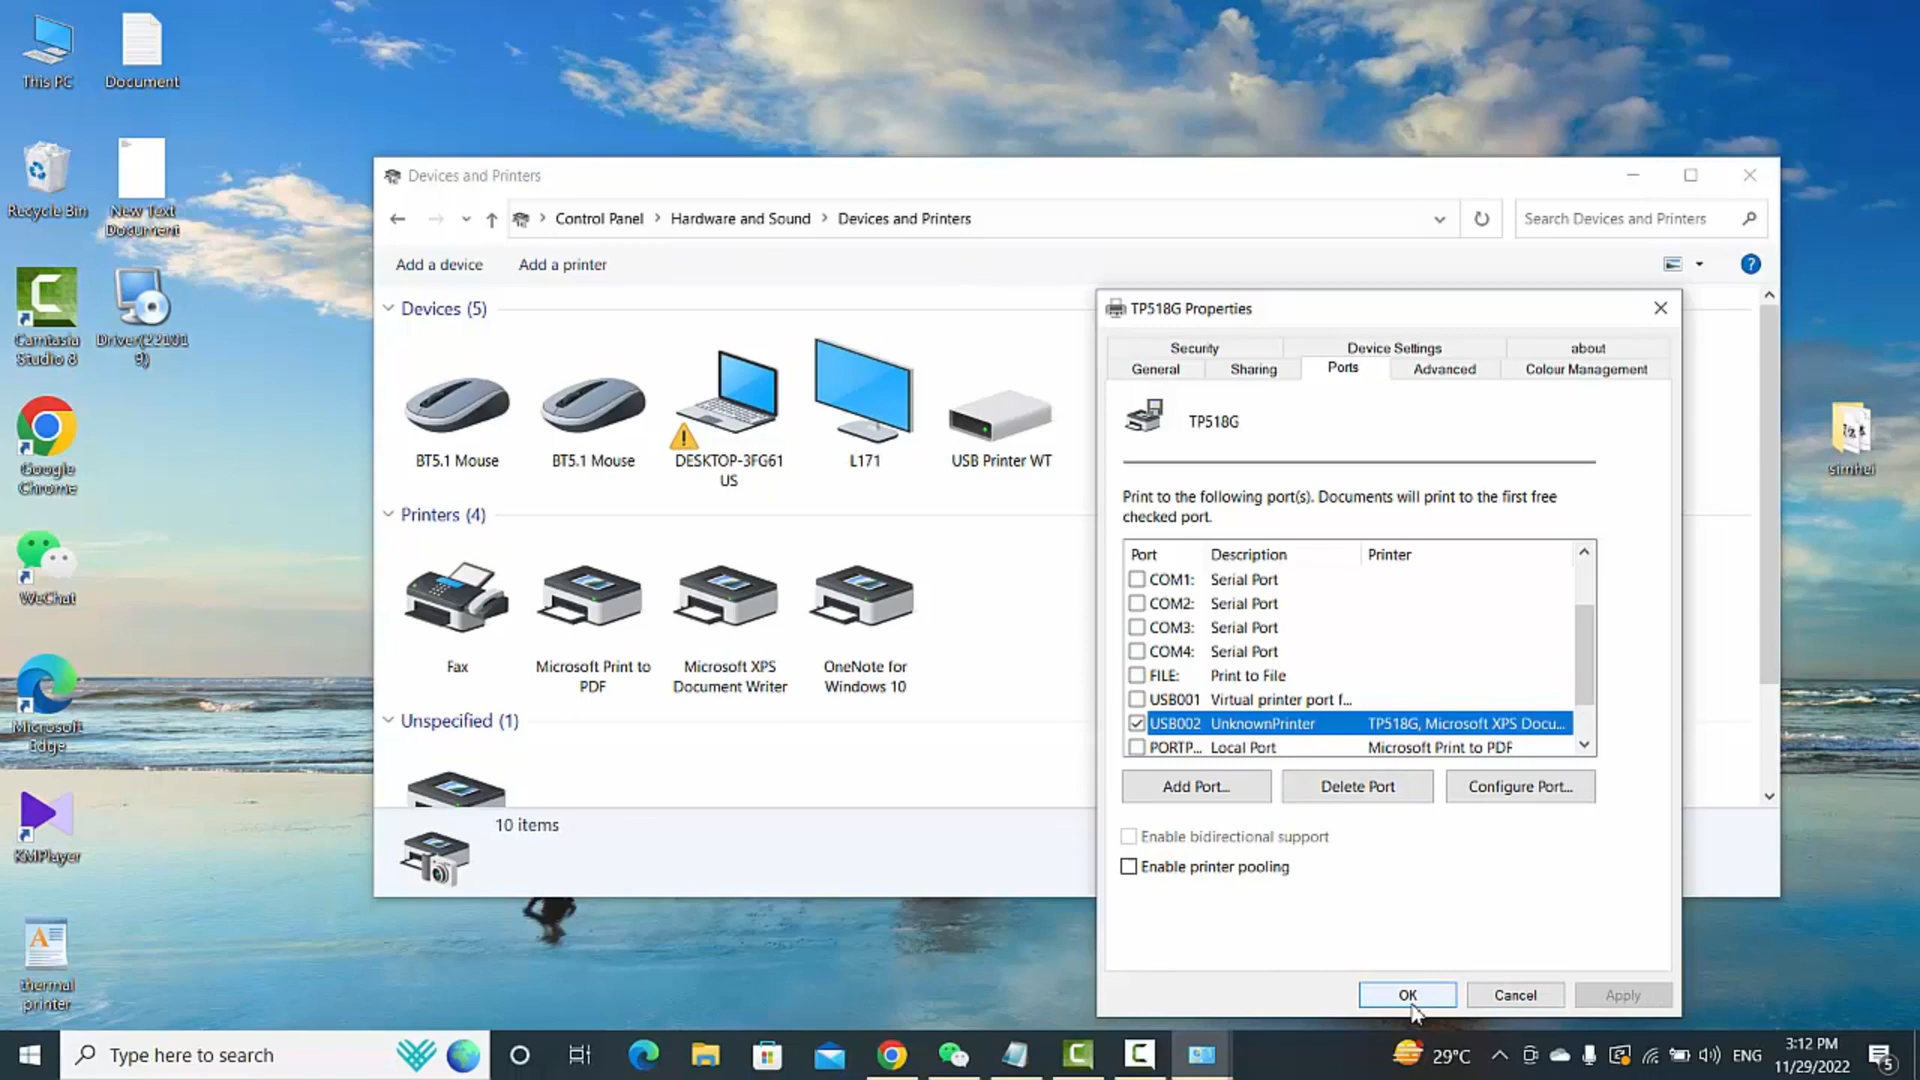 This PC
Document
Recycle Bin
New Text
Document
Camtasia
Studio 8
Google
Chrome
WeChat
Microsoft
Edge
KMPlayer
thermal
printer
simhei
Devices and Printers
Control Panel > Hardware and Sound > Devices and Printers
Search Devices and Printers
Add a device
Add a printer
?
Devices (5)
BT5.1 Mouse
BT5.1 Mouse
DESKTOP-3FG61
US
L171
USB Printer WT
Printers (4)
Fax
Microsoft Print to
PDF
Microsoft XPS
Document Writer
OneNote for
Windows 10
Unspecified (1)
10 items
TP518G Properties
Security
Device Settings
about
General
Sharing
Ports
Advanced
Colour Management
TP518G
Print to the following port(s). Documents will print to the first free
checked port.
Port Description Printer
COM1: Serial Port
COM2: Serial Port
COM3: Serial Port
COM4: Serial Port
FILE: Print to File
USB001 Virtual printer port f...
USB002 UnknownPrinter TP518G, Microsoft XPS Docu...
PORTP... Local Port Microsoft Print to PDF
Add Port...
Delete Port
Configure Port...
Enable bidirectional support
Enable printer pooling
OK
Cancel
Apply
Type here to search
29°C
ENG
3:12 PM
11/29/2022
5